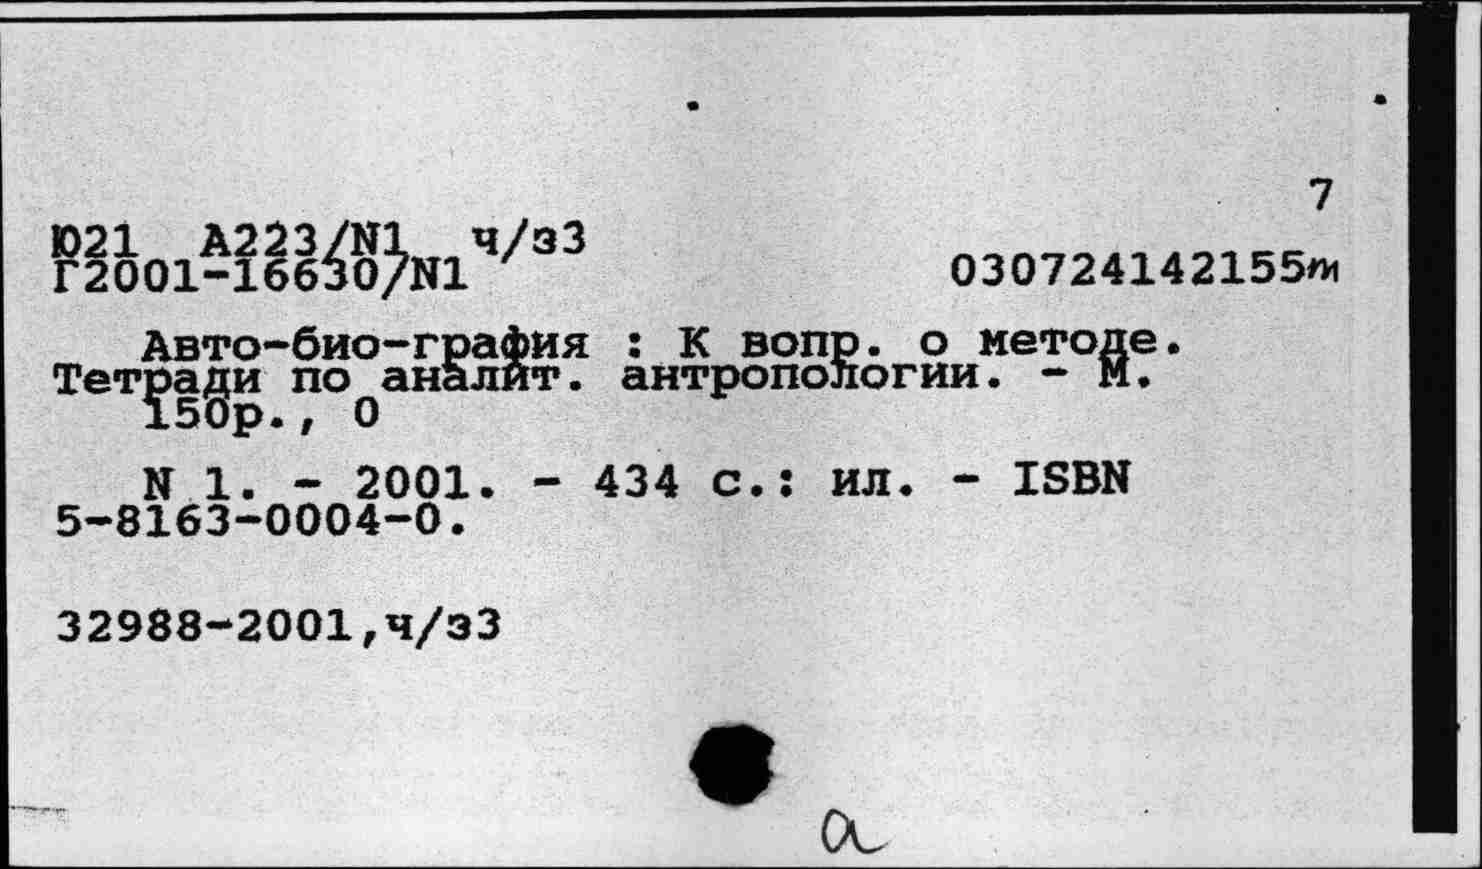 7
Ю21 А223/N1 ч/з3
Г2001-16630/N1 030724142155m
Авто-био-графия : К вопр. о методе.
Тетради по аналит. антропологии. - М.
150р., 0
N 1. - 2001. - 434 с.: ил. - ISBN
5-8163-0004-0.
32988-2001,ч/з3
a